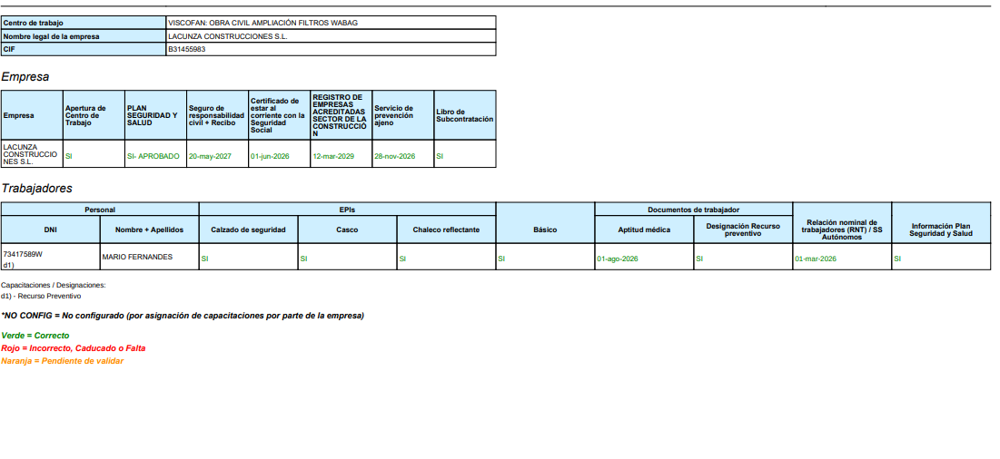 Centro de trabajo VISCOFAN: OBRA CIVIL AMPLIACIÓN FILTROS WABAG
Nombre legal de la empresa LACUNZA CONSTRUCCIONES S.L.
CIF B31455983
Empresa
Empresa
Apertura de
Centro de
Trabajo
PLAN
SEGURIDAD Y
SALUD
Seguro de
responsabilidad
civil + Recibo
Certificado de
estar al
corriente con la
Seguridad
Social
REGISTRO DE
EMPRESAS
ACREDITADAS
SECTOR DE LA
CONSTRUCCIÓ
N
Servicio de
prevención
ajeno
Libro de
Subcontratación
LACUNZA
CONSTRUCCIO
NES S.L.
SI
SI- APROBADO
20-may-2027
01-jun-2026
12-mar-2029
28-nov-2026
SI
Trabajadores
Personal
EPIs
Básico
Documentos de trabajador
Relación nominal de
trabajadores (RNT) / SS
Autónomos
Información Plan
Seguridad y Salud
DNI
Nombre + Apellidos
Calzado de seguridad
Casco
Chaleco reflectante
Aptitud médica
Designación Recurso
preventivo
73417589W
d1)
MARIO FERNANDES
SI
SI
SI
SI
01-ago-2026
SI
01-mar-2026
SI
Capacitaciones / Designaciones:
d1) - Recurso Preventivo
*NO CONFIG = No configurado (por asignación de capacitaciones por parte de la empresa)
Verde = Correcto
Rojo = Incorrecto, Caducado o Falta
Naranja = Pendiente de validar